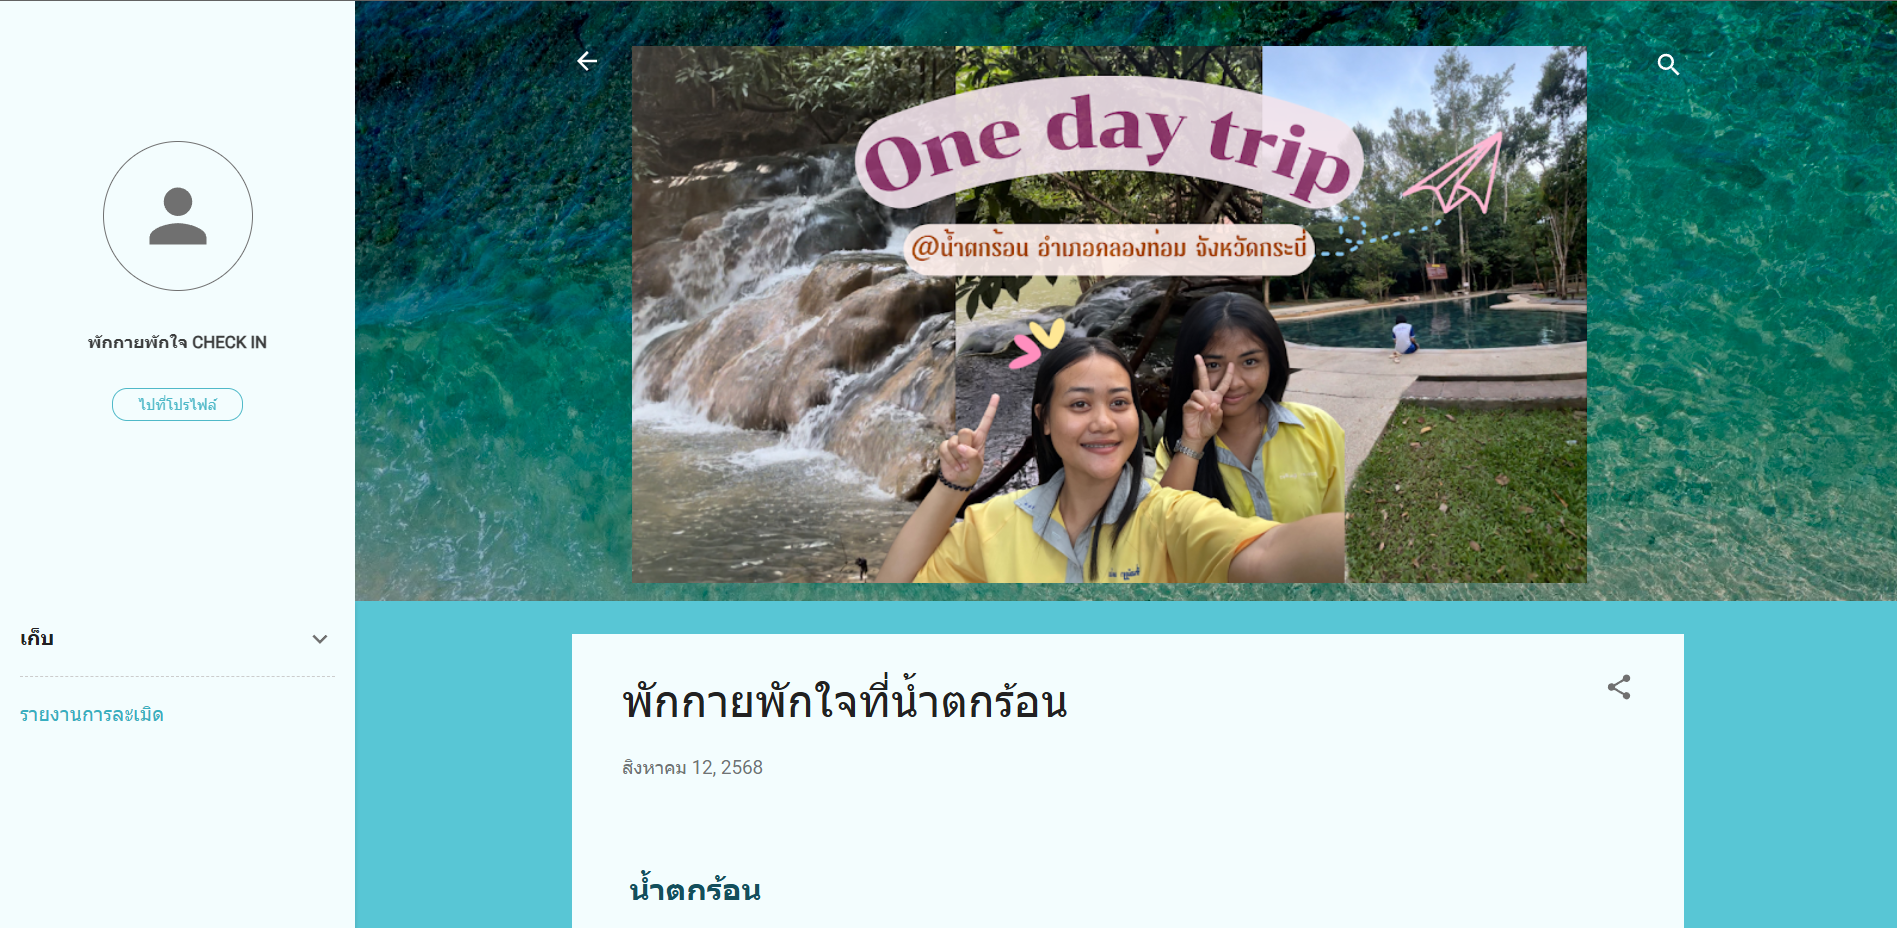 One day trip
@น้ำตกร้อน อำเภอคลองท่อม จังหวัดกระบี่
พักกายพักใจ CHECK IN
ไปที่โปรไฟล์
เก็บ
รายงานการละเมิด
พักกายพักใจที่น้ำตกร้อน
สิงหาคม 12, 2568
น้ำตกร้อน